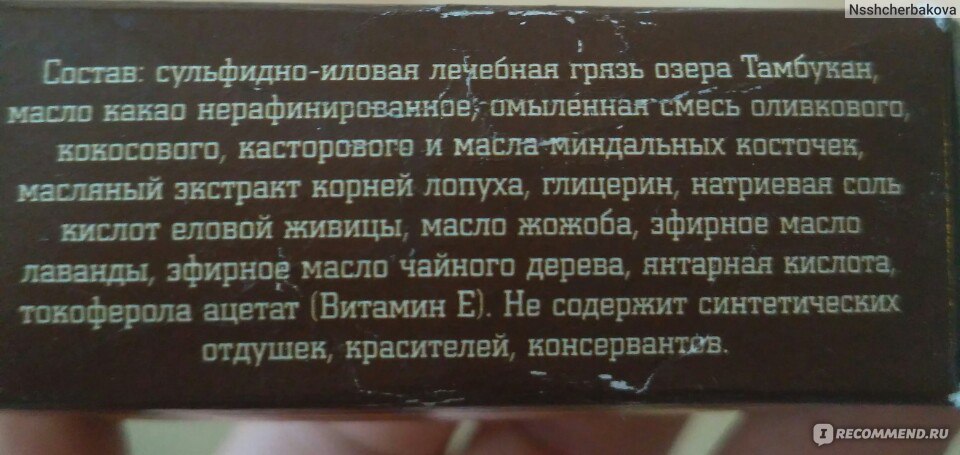 Nsshcherbakova
Состав: сульфидно-иловая лечебная грязь озера Тамбукан,
масло какао нерафинированное, омыленная смесь оливкового,
кокосового, касторового и масла миндальных косточек,
масляный экстракт корней лопуха, глицерин, натриевая соль
кислот еловой живицы, масло жожоба, эфирное масло
лаванды, эфирное масло чайного дерева, янтарная кислота,
токоферола ацетат (Витамин Е). Не содержит синтетических
отдушек, красителей, консервантов.
IRECOMMEND.RU